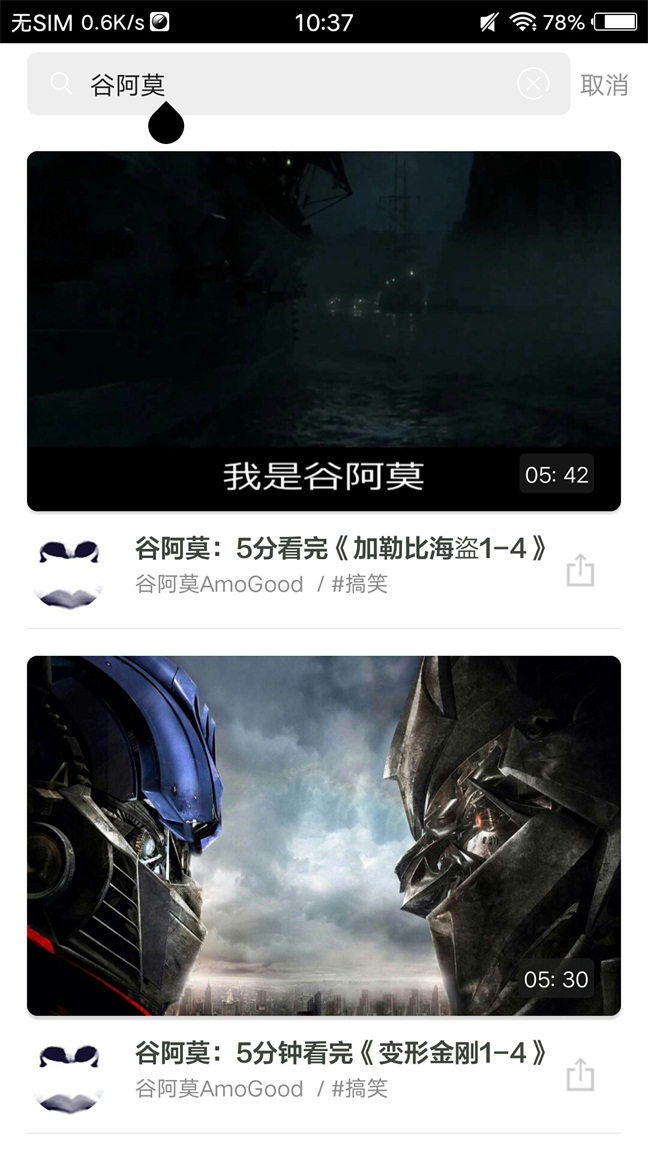 无SIM 0.6K/s 10:37 78%
谷阿莫 取消
我是谷阿莫 05: 42
谷阿莫：5分看完《加勒比海盗1-4》
谷阿莫AmoGood / #搞笑
05: 30
谷阿莫：5分钟看完《变形金刚1-4》
谷阿莫AmoGood / #搞笑